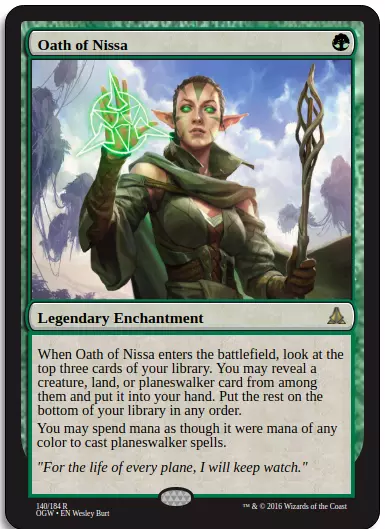 Oath of Nissa
Legendary Enchantment
When Oath of Nissa enters the battlefield, look at the
top three cards of your library. You may reveal a
creature, land, or planeswalker card from among
them and put it into your hand. Put the rest on the
bottom of your library in any order.
You may spend mana as though it were mana of any
color to cast planeswalker spells.
"For the life of every plane, I will keep watch."
140/184 R
OGW • EN Wesley Burt
™ & © 2016 Wizards of the Coast